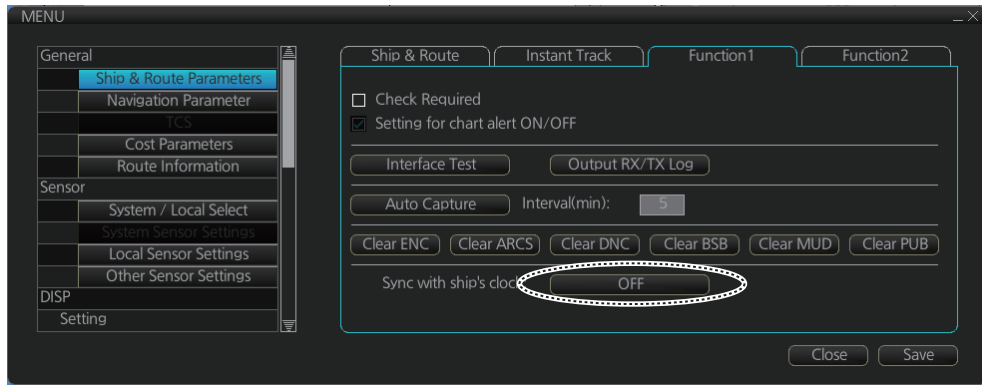 MENU
General
Ship & Route Parameters
Navigation Parameter
TCS
Cost Parameters
Route Information
Sensor
System / Local Select
System Sensor Settings
Local Sensor Settings
Other Sensor Settings
DISP
Setting
Ship & Route Instant Track Function1 Function2
Check Required
Setting for chart alert ON/OFF
Interface Test Output RX/TX Log
Auto Capture Interval(min): 5
Clear ENC Clear ARCS Clear DNC Clear BSB Clear MUD Clear PUB
Sync with ship's clock OFF
Close Save